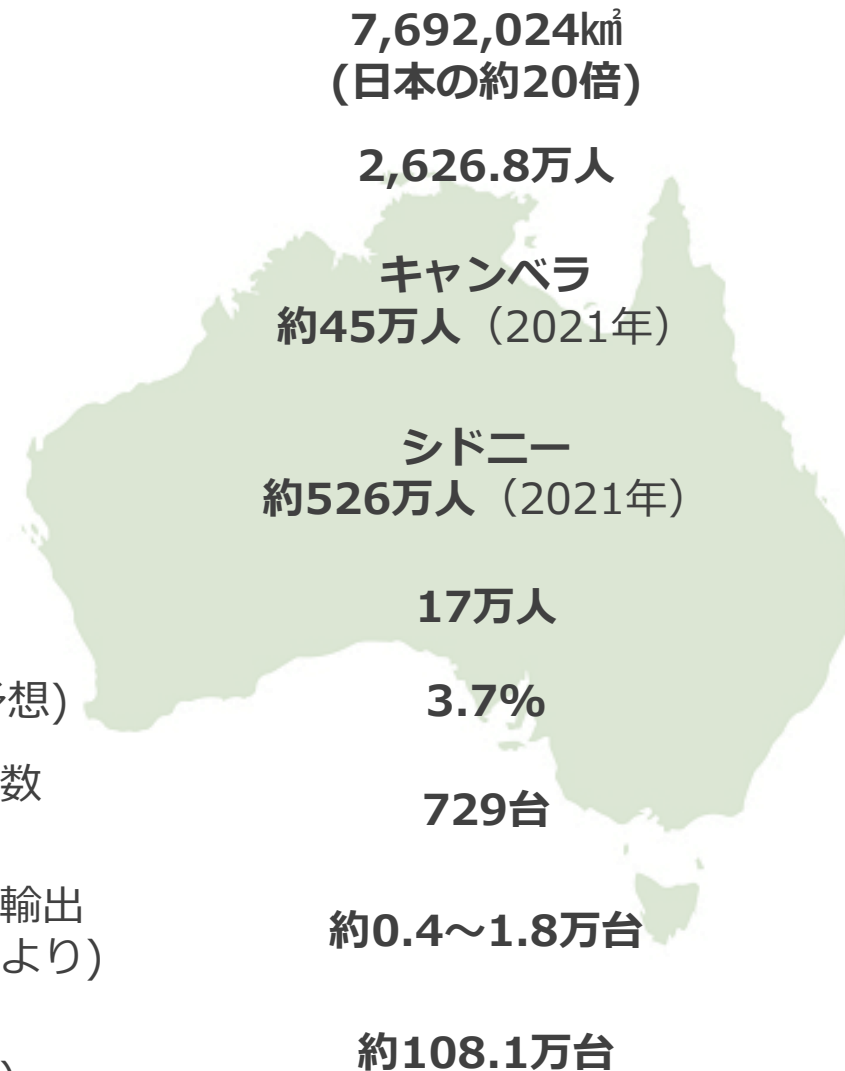 7,692,024㎢
(日本の約20倍)
2,626.8万人
キャンベラ
約45万人（2021年）
シドニー
約526万人（2021年）
17万人
予想)
3.7%
数
729台
輸出
より)
約0.4～1.8万台
約108.1万台
)